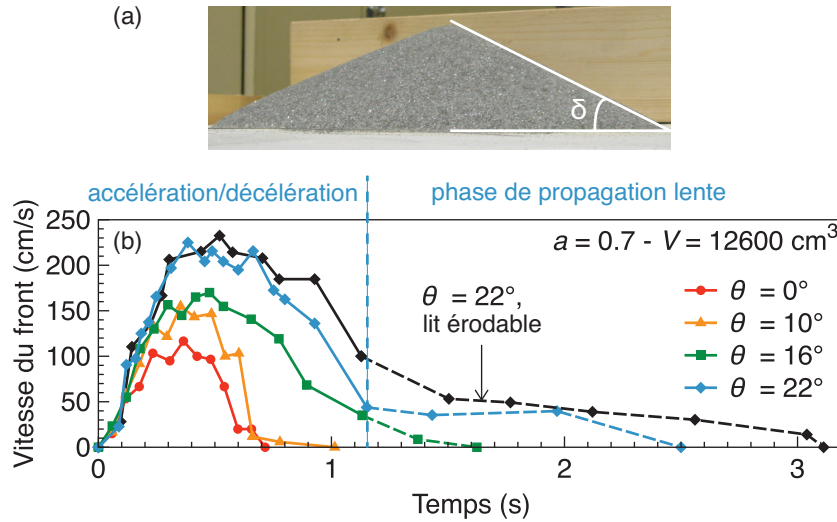 (a)
δ
accélération/décélération
phase de propagation lente
250
200
150
100
50
0
Vitesse du front (cm/s)
(b)
a = 0.7 - V = 12600 cm³
θ = 22°,
lit érodable
θ = 0°
θ = 10°
θ = 16°
θ = 22°
0
1
2
3
Temps (s)